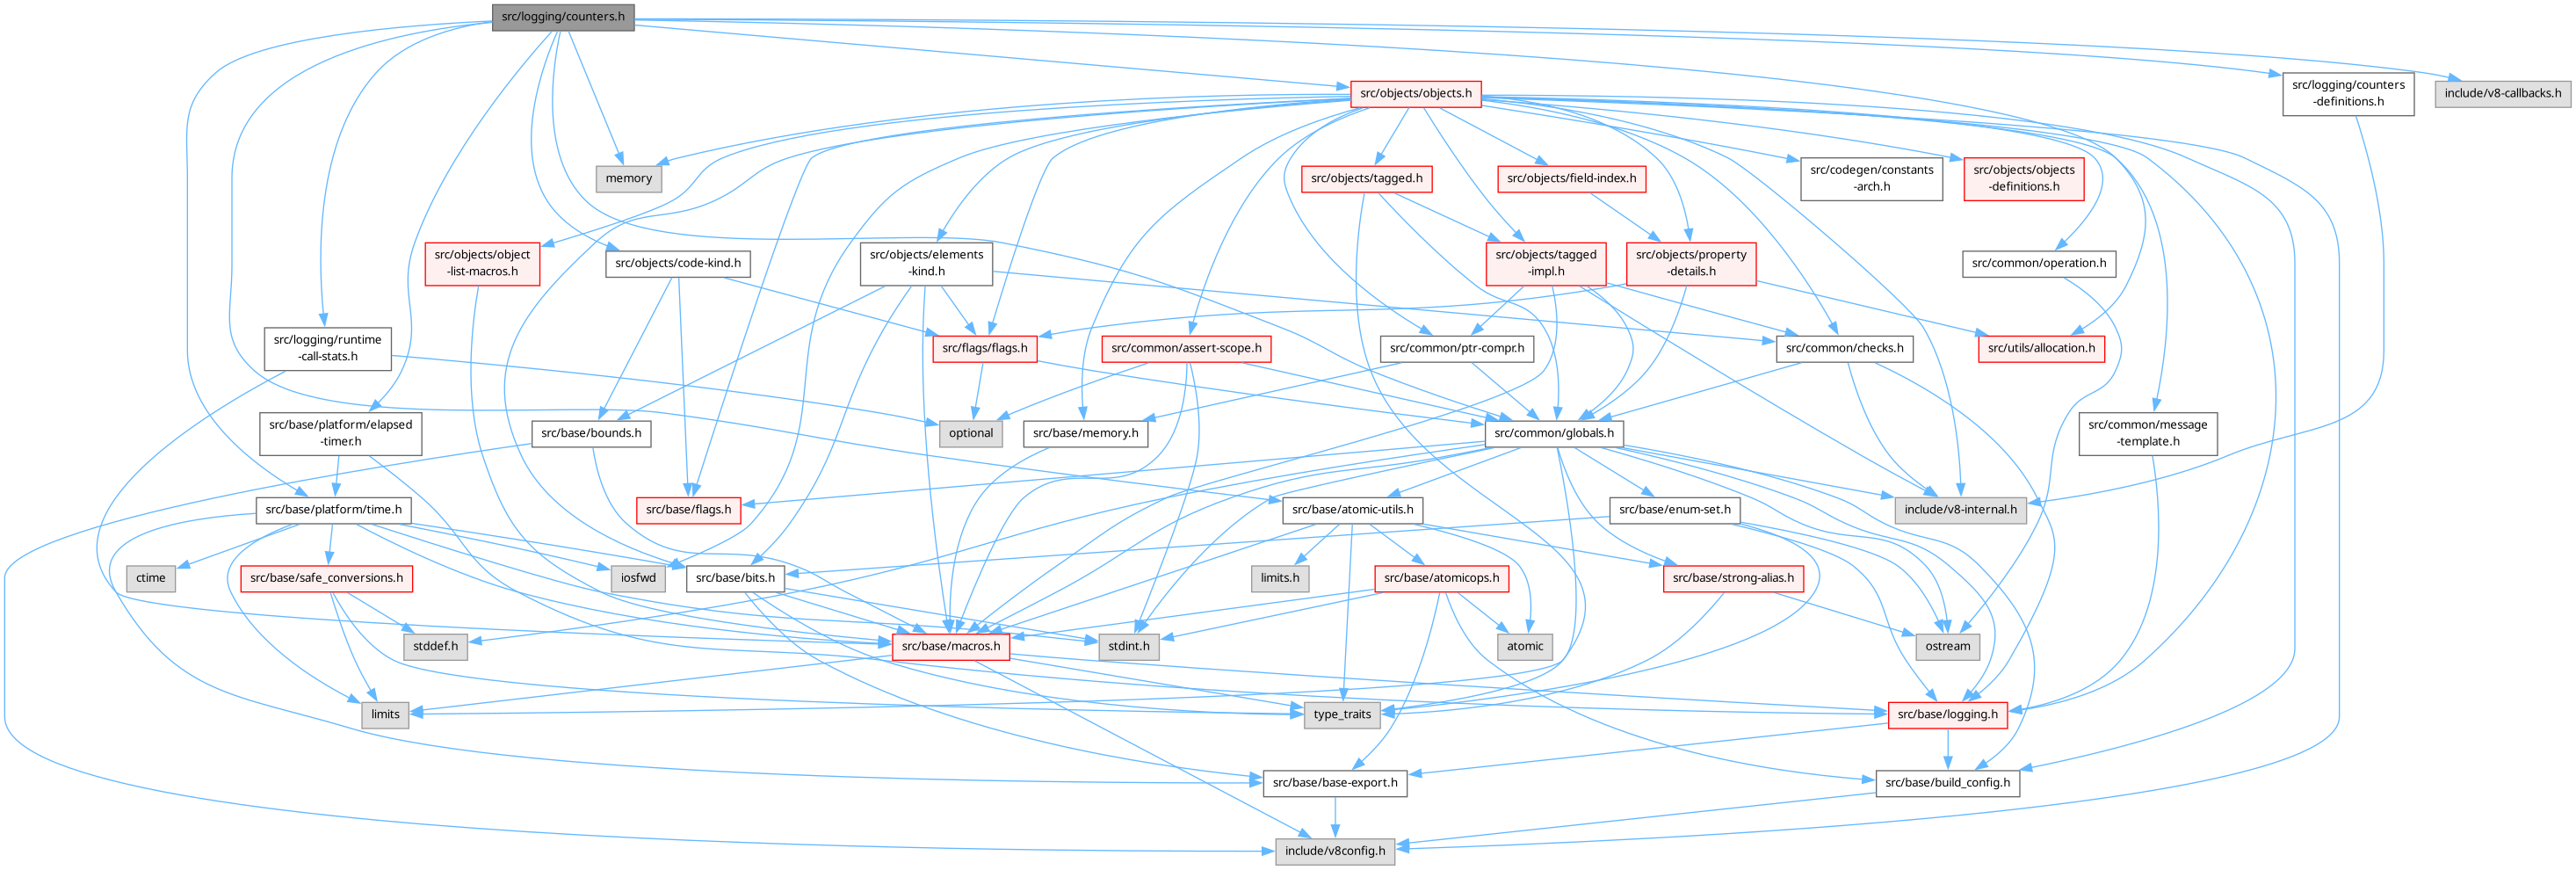 src/logging/counters.h
src/objects/objects.h
src/logging/counters
-definitions.h
include/v8-callbacks.h
memory
src/objects/tagged.h
src/objects/field-index.h
src/codegen/constants
-arch.h
src/objects/objects
-definitions.h
src/objects/object
-list-macros.h
src/objects/code-kind.h
src/objects/elements
-kind.h
src/objects/tagged
-impl.h
src/objects/property
-details.h
src/common/operation.h
src/logging/runtime
-call-stats.h
src/flags/flags.h
src/common/assert-scope.h
src/common/ptr-compr.h
src/common/checks.h
src/utils/allocation.h
src/base/platform/elapsed
-timer.h
src/base/bounds.h
optional
src/base/memory.h
src/common/globals.h
src/common/message
-template.h
src/base/platform/time.h
src/base/flags.h
src/base/atomic-utils.h
src/base/enum-set.h
include/v8-internal.h
ctime
src/base/safe_conversions.h
iosfwd
src/base/bits.h
limits.h
src/base/atomicops.h
src/base/strong-alias.h
stddef.h
src/base/macros.h
stdint.h
atomic
ostream
limits
type_traits
src/base/logging.h
src/base/base-export.h
src/base/build_config.h
include/v8config.h